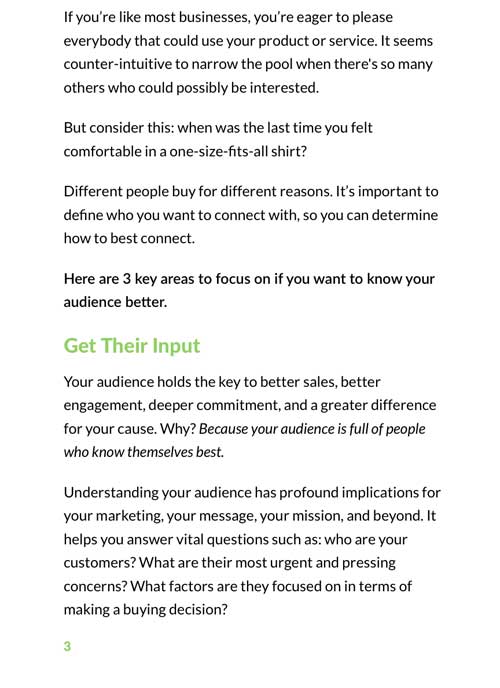 If you’re like most businesses, you’re eager to please
everybody that could use your product or service. It seems
counter-intuitive to narrow the pool when there's so many
others who could possibly be interested.
But consider this: when was the last time you felt
comfortable in a one-size-fits-all shirt?
Different people buy for different reasons. It’s important to
define who you want to connect with, so you can determine
how to best connect.
Here are 3 key areas to focus on if you want to know your
audience better.
Get Their Input
Your audience holds the key to better sales, better
engagement, deeper commitment, and a greater difference
for your cause. Why? Because your audience is full of people
who know themselves best.
Understanding your audience has profound implications for
your marketing, your message, your mission, and beyond. It
helps you answer vital questions such as: who are your
customers? What are their most urgent and pressing
concerns? What factors are they focused on in terms of
making a buying decision?
3